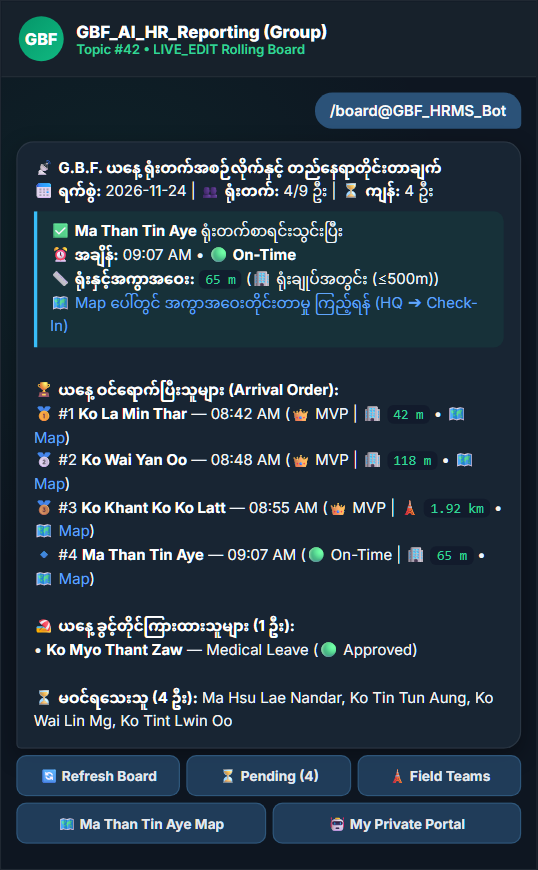 GBF
GBF_AI_HR_Reporting (Group)
Topic #42 • LIVE_EDIT Rolling Board
/board@GBF_HRMS_Bot
📡 G.B.F. ယနေ့ ရုံးတက်အစဉ်လိုက်နှင့် တည်နေရာတိုင်းတာချက်
📅 ရက်စွဲ: 2026-11-24 | 👥 ရုံးတက်: 4/9 ဦး | ⏳ ကျန်: 4 ဦး
✅ Ma Than Tin Aye ရုံးတက်စာရင်းသွင်းပြီး
⏰ အချိန်: 09:07 AM • 🟢 On-Time
📏 ရုံးနှင့်အကွာအဝေး: 65 m (🏢 ရုံးချုပ်အတွင်း (≤500m))
🗺️ Map ပေါ်တွင် အကွာအဝေးတိုင်းတာမှု ကြည့်ရန် (HQ ➔ Check-
In)
🏆 ယနေ့ ဝင်ရောက်ပြီးသူများ (Arrival Order):
🥇 #1 Ko La Min Thar — 08:42 AM (👑 MVP | 🏢 42 m • 🗺️
Map)
🥈 #2 Ko Wai Yan Oo — 08:48 AM (👑 MVP | 🏢 118 m • 🗺️
Map)
🥉 #3 Ko Khant Ko Ko Latt — 08:55 AM (👑 MVP | 🗼 1.92 km •
🗺️ Map)
🔹 #4 Ma Than Tin Aye — 09:07 AM (🟢 On-Time | 🏢 65 m •
🗺️ Map)
🏖️ ယနေ့ ခွင့်တိုင်ကြားထားသူများ (1 ဦး):
• Ko Myo Thant Zaw — Medical Leave (🟢 Approved)
⏳ မဝင်ရသေးသူ (4 ဦး): Ma Hsu Lae Nandar, Ko Tin Tun Aung, Ko
Wai Lin Mg, Ko Tint Lwin Oo
🔄 Refresh Board
⏳ Pending (4)
🗼 Field Teams
🗺️ Ma Than Tin Aye Map
🤖 My Private Portal